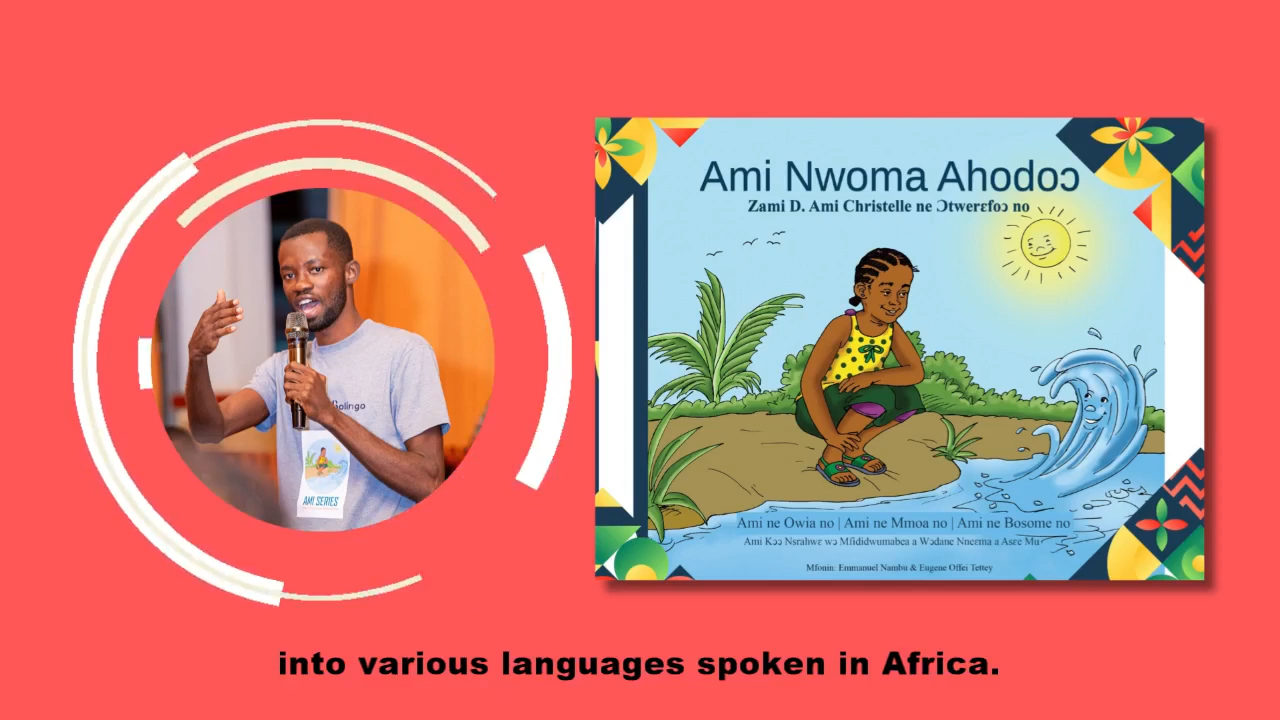 olingo
AMI SERIES
Ami Nwoma Ahodoɔ
Zami D. Ami Christelle ne Ɔtwerɛfoɔ no
Ami ne Owia no | Ami ne Mmoa no | Ami ne Bosome no
Ami Kɔɔ Nsrahwɛ wɔ Mfididwumabea a Wɔdane Nneɛma a Asɛe Mu
Mfonin: Emmanuel Nambu & Eugene Offei Tettey
into various languages spoken in Africa.